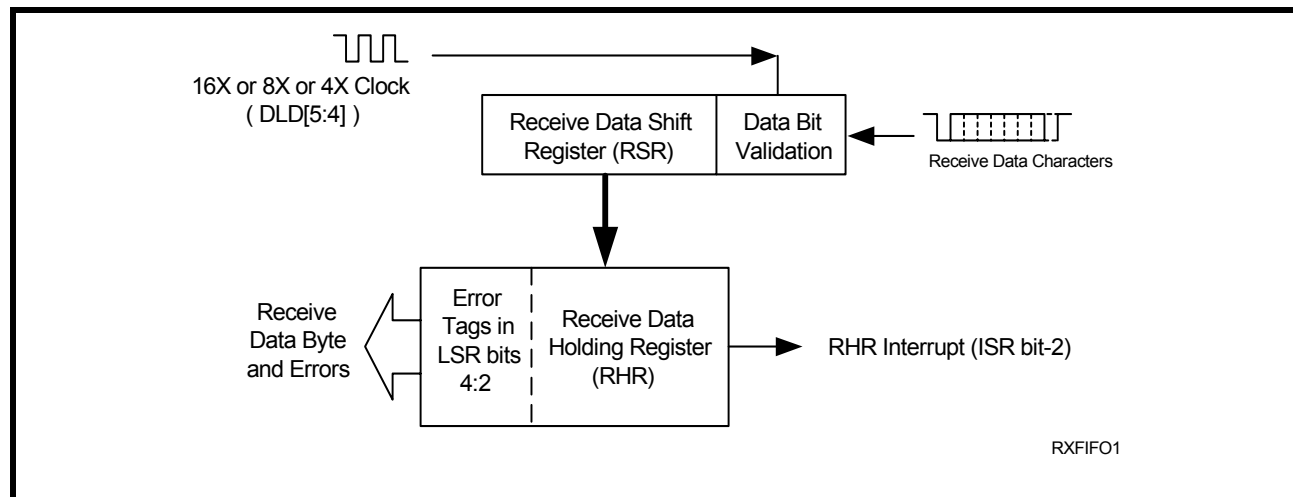 16X or 8X or 4X Clock
( DLD[5:4] )
Receive Data Shift
Register (RSR)
Data Bit
Validation
Receive Data Characters
Receive
Data Byte
and Errors
Error
Tags in
LSR bits
4:2
Receive Data
Holding Register
(RHR)
RHR Interrupt (ISR bit-2)
RXFIFO1